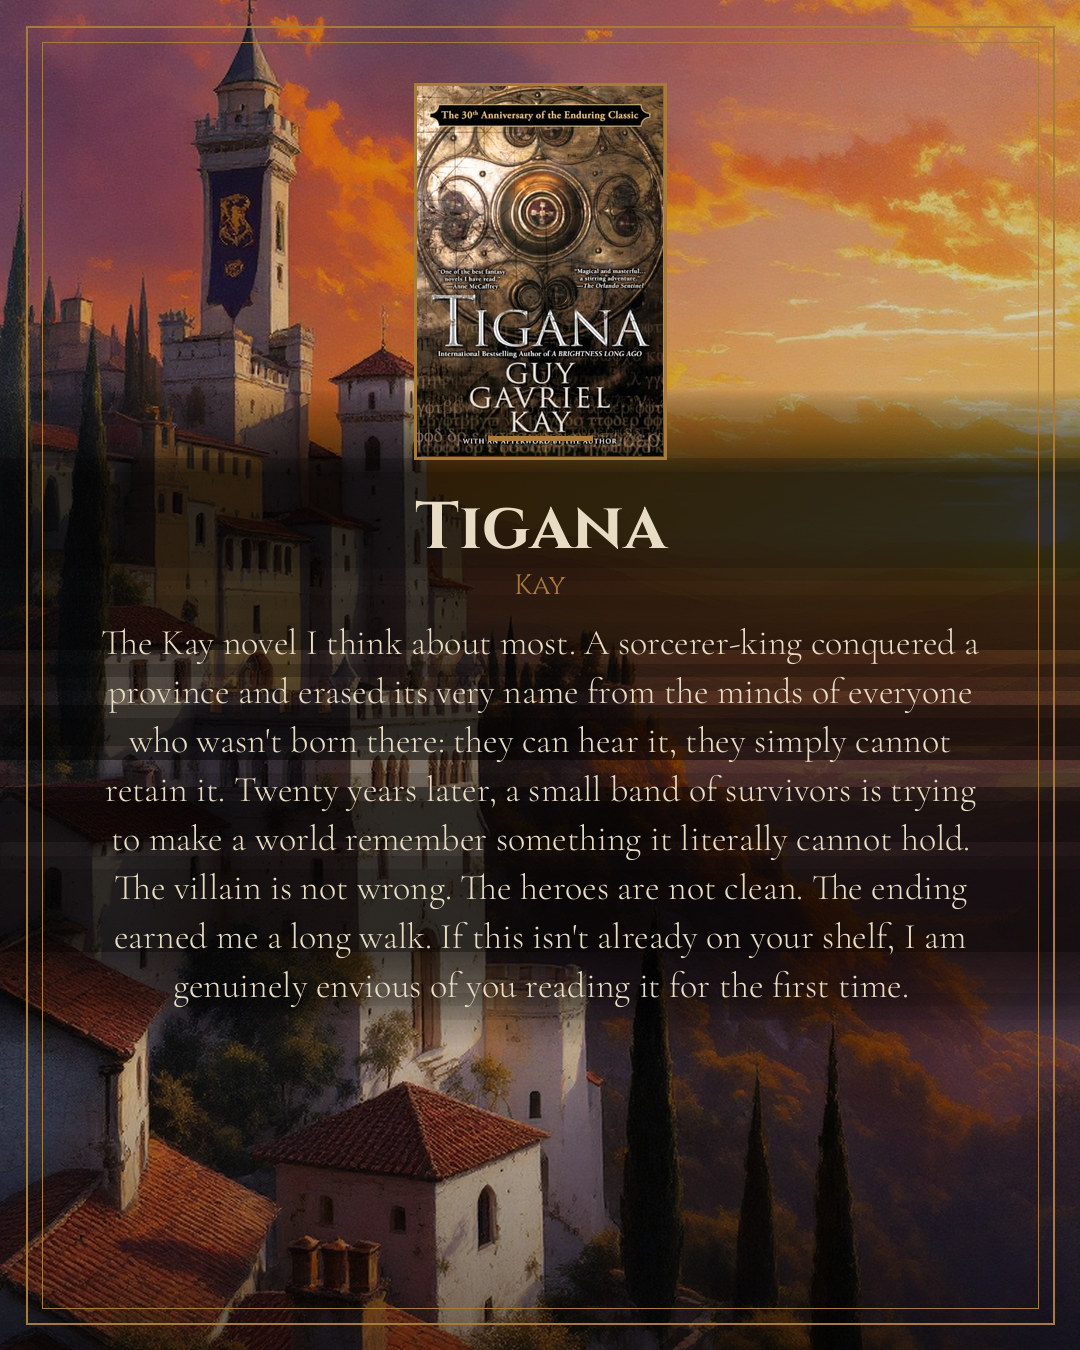 The 30th Anniversary of the Enduring Classic
"One of the best fantasy
novels I have read."
—Anne McCaffrey
"Magical and masterful...
a stirring adventure."
—The Orlando Sentinel
TIGANA
International Bestselling Author of A BRIGHTNESS LONG AGO
GUY
GAVRIEL
KAY
WITH AN AFTERWORD BY THE AUTHOR
TIGANA
KAY
The Kay novel I think about most. A sorcerer-king conquered a
province and erased its very name from the minds of everyone
who wasn't born there: they can hear it, they simply cannot
retain it. Twenty years later, a small band of survivors is trying
to make a world remember something it literally cannot hold.
The villain is not wrong. The heroes are not clean. The ending
earned me a long walk. If this isn't already on your shelf, I am
genuinely envious of you reading it for the first time.